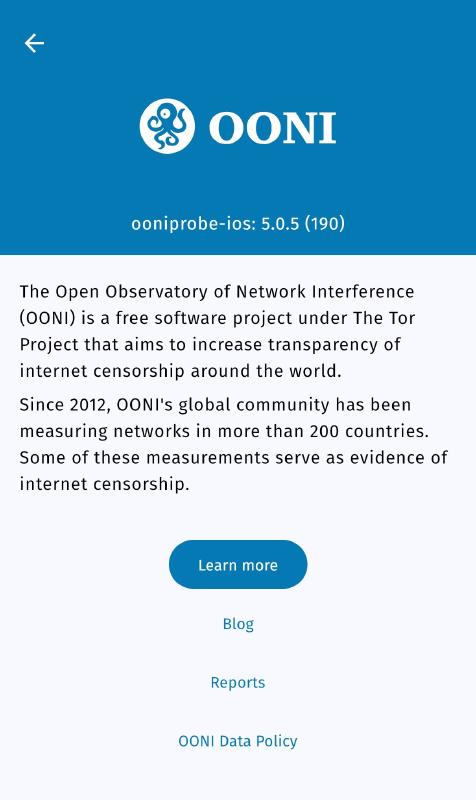 OONI
ooniprobe-ios: 5.0.5 (190)
The Open Observatory of Network Interference
(OONI) is a free software project under The Tor
Project that aims to increase transparency of
internet censorship around the world.
Since 2012, OONI's global community has been
measuring networks in more than 200 countries.
Some of these measurements serve as evidence of
internet censorship.
Learn more
Blog
Reports
OONI Data Policy